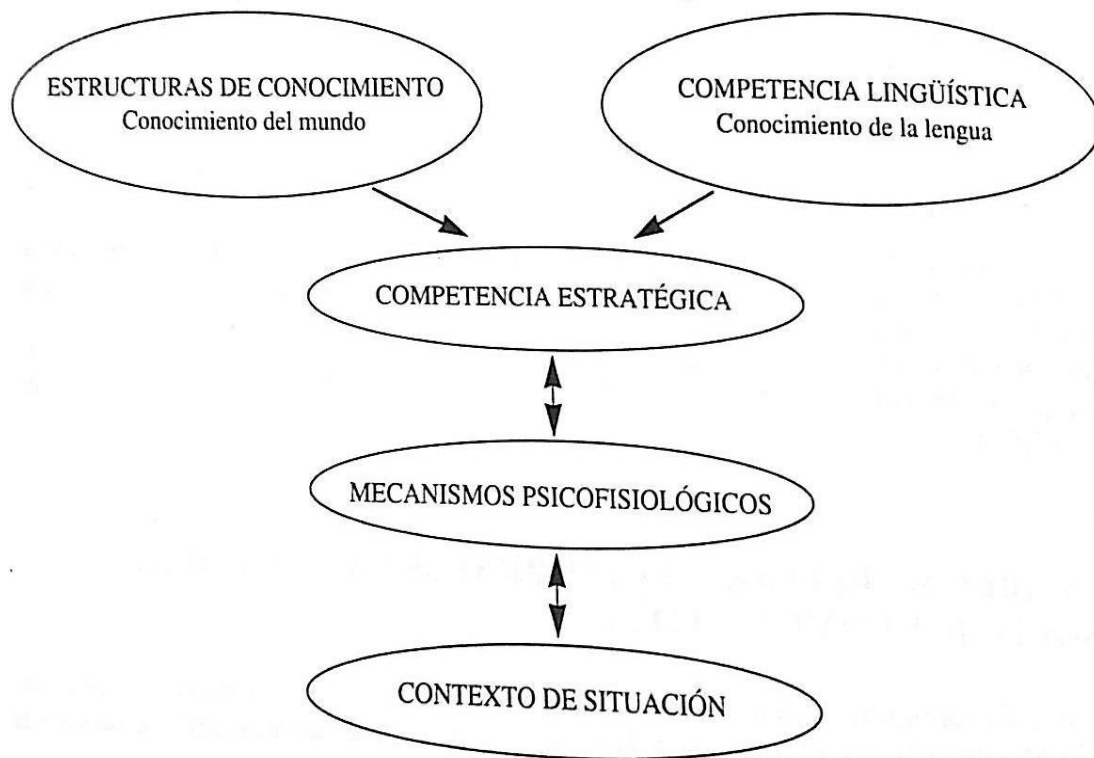 ESTRUCTURAS DE CONOCIMIENTO
Conocimiento del mundo
COMPETENCIA LINGÜÍSTICA
Conocimiento de la lengua
COMPETENCIA ESTRATÉGICA
MECANISMOS PSICOFISIOLÓGICOS
CONTEXTO DE SITUACIÓN